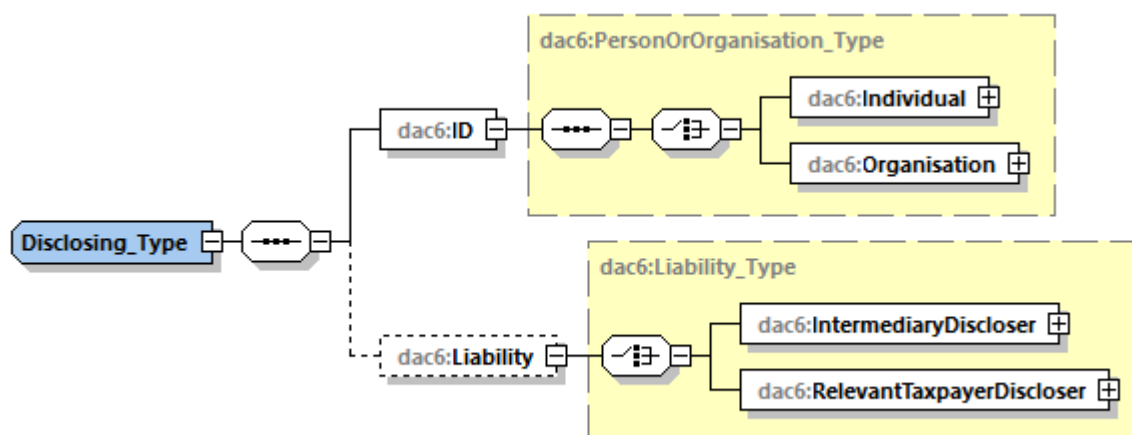 dac6:PersonOrOrganisation_Type
dac6:Individual
dac6:ID
dac6:Organisation
Disclosing_Type
dac6:Liability_Type
dac6:IntermediaryDiscloser
dac6:Liability
dac6:RelevantTaxpayerDiscloser